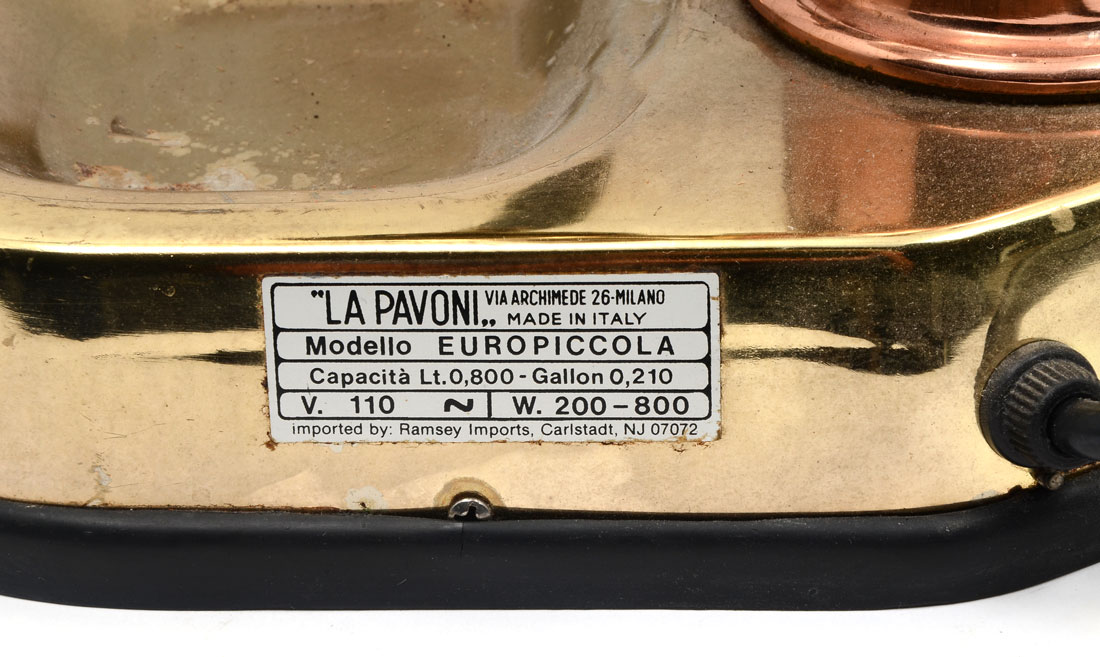 "LA PAVONI„ VIA ARCHIMEDE 26-MILANO
MADE IN ITALY
Modello EUROPICCOLA
Capacità Lt.0,800 - Gallon 0,210
V. 110 ~ W. 200-800
imported by: Ramsey Imports, Carlstadt, NJ 07072